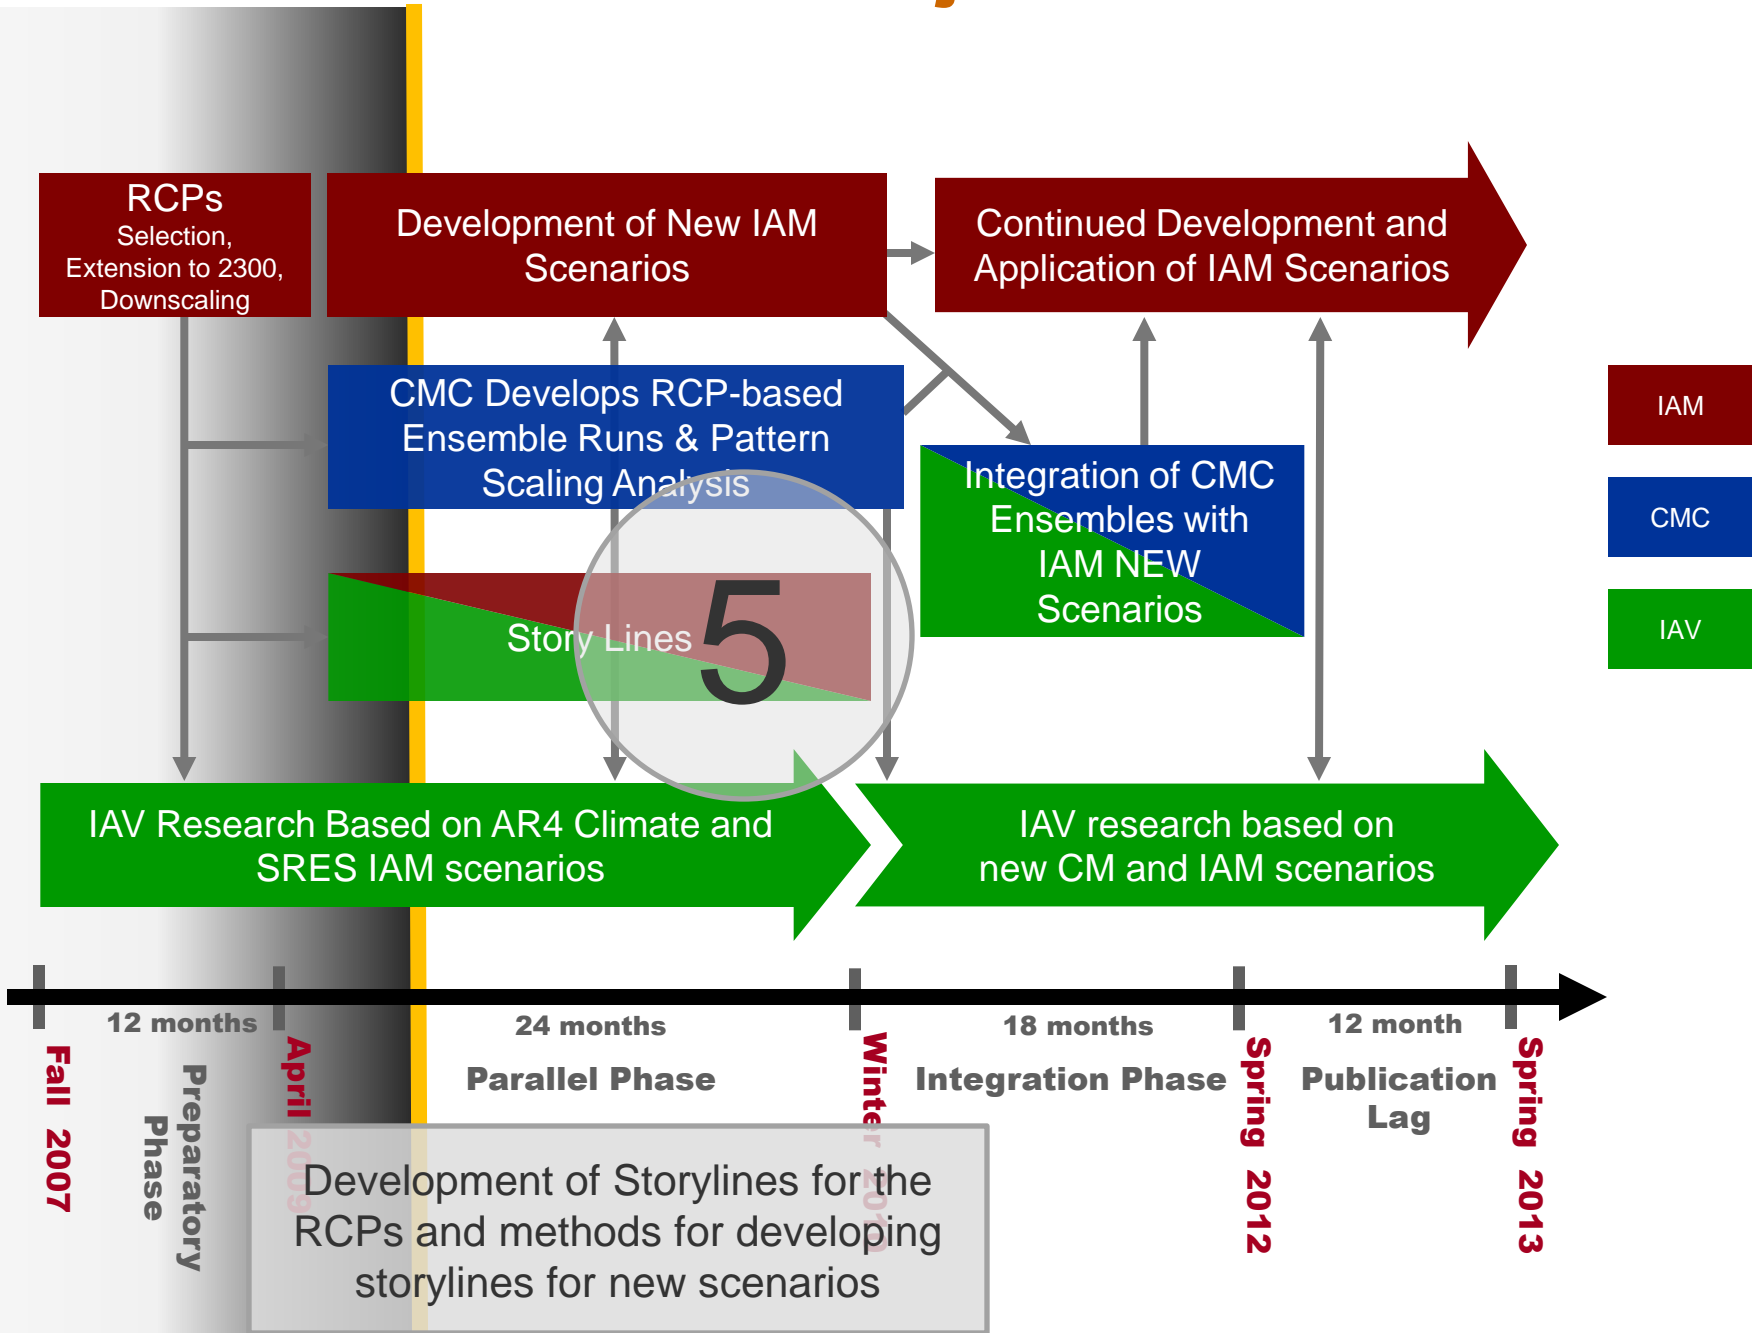 RCPs
Selection,
Extension to 2300,
Downscaling
Development of New IAM
Scenarios
Continued Development and
Application of IAM Scenarios
CMC Develops RCP-based
Ensemble Runs & Pattern
Scaling Analysis
Integration of CMC
Ensembles with
IAM NEW
Scenarios
Story Lines
5
IAM
CMC
IAV
IAV Research Based on AR4 Climate and
SRES IAM scenarios
IAV research based on
new CM and IAM scenarios
12 months
24 months
18 months
12 month
Fall 2007
Preparatory
Phase
April 2009
Parallel Phase
Winter 2010
Integration Phase
Spring 2012
Publication
Lag
Spring 2013
Development of Storylines for the
RCPs and methods for developing
storylines for new scenarios